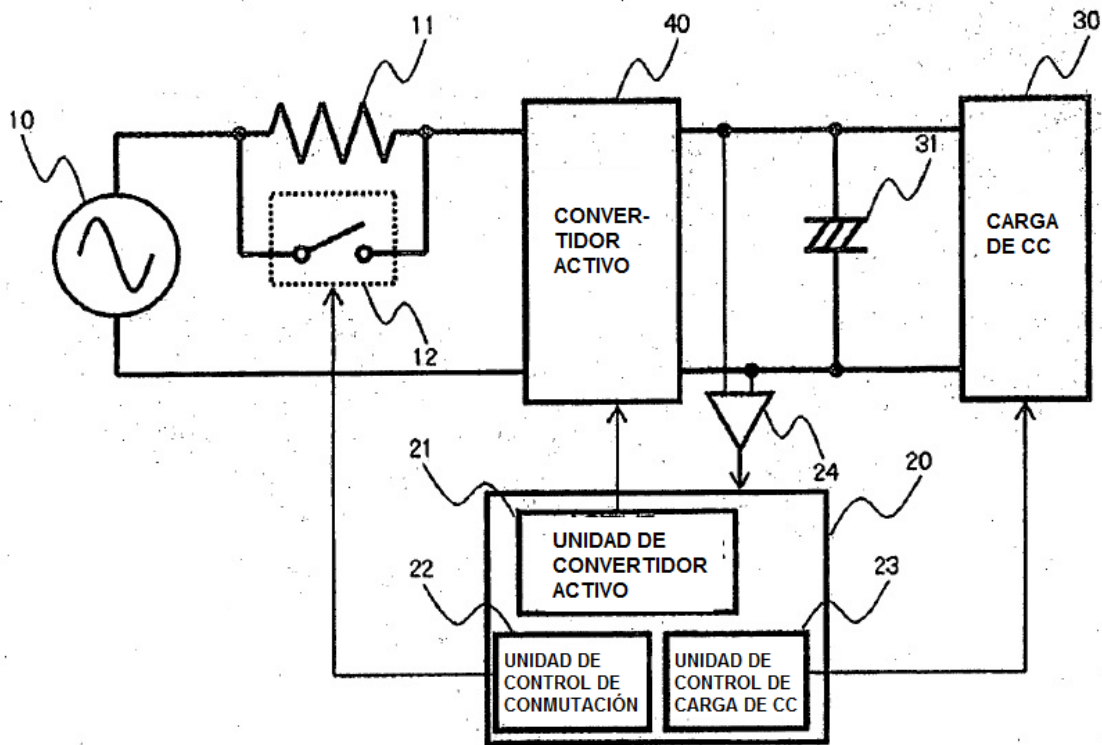 11
40
30
10
31
CONVER-
TIDOR
ACTIVO
CARGA
DE CC
12
24
21
20
UNIDAD DE
CONVERTIDOR
ACTIVO
22
23
UNIDAD DE
CONTROL DE
CONMUTACIÓN
UNIDAD DE
CONTROL DE
CARGA DE CC